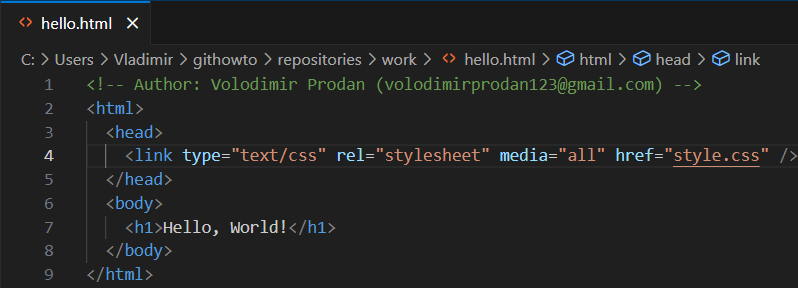 hello.html
C: > Users > Vladimir > githowto > repositories > work > hello.html > html > head > link
1 <!-- Author: Volodimir Prodan (volodimirprodan123@gmail.com) -->
2 <html>
3 <head>
4 <link type="text/css" rel="stylesheet" media="all" href="style.css" />
5 </head>
6 <body>
7 <h1>Hello, World!</h1>
8 </body>
9 </html>